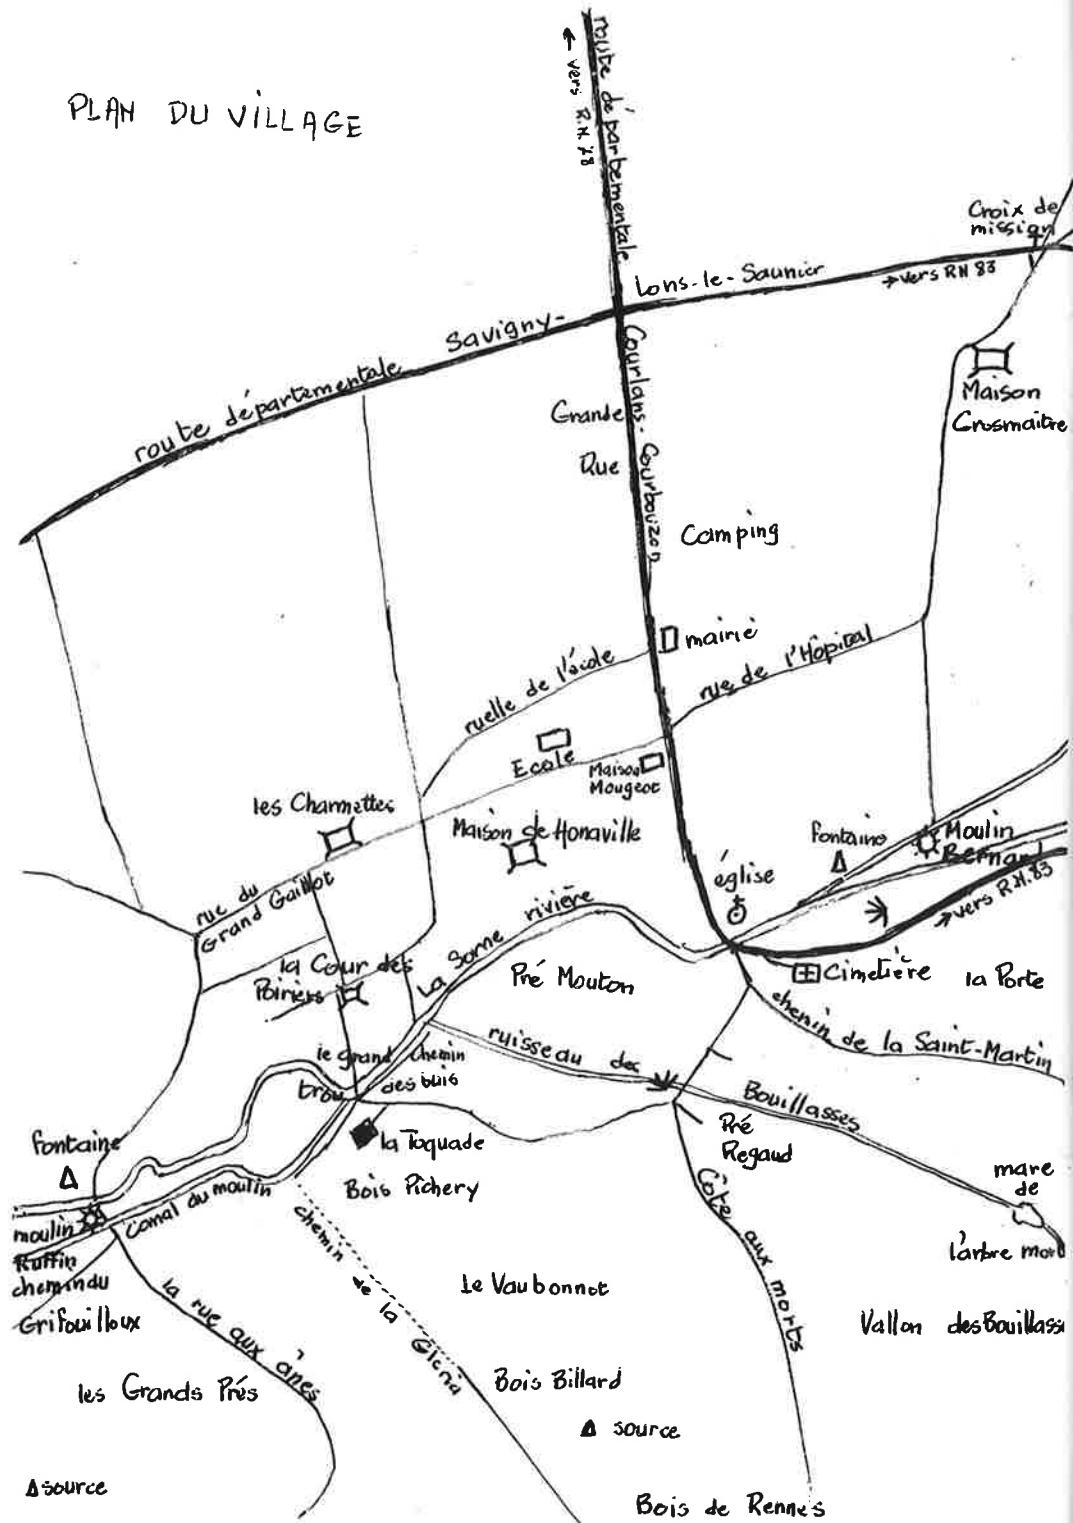 PLAN DU VILLAGE
route départementale
← vers R.N. 78
Croix de
mission
Lons-le-Saunier
→ vers RN 83
Savigny-
route départementale
Courlans-Courbouzon
Grande
Rue
Maison
Grosmaitre
Camping
mairie
ruelle de l'école
rue de l'Hôpital
Ecole
Maison
Mougeot
les Charmettes
Maison de Honaville
fontaine
Moulin
Bernard
église
→ vers R.N. 83
rue du
Grand Gaillot
La Sorne rivière
la Cour des
Poiriers
Pré Mouton
Cimetière
la Porte
chemin de la Saint-Martin
le grand
trou
chemin
des buis
ruisseau des Bouillasses
fontaine
la Toquade
Pré
Regaud
Bois Pichery
mare
de
l'arbre mort
moulin
Ruffin
Canal du moulin
chemin du
Grifouilloux
chemin de la Glcria
Côte aux morts
la rue aux ânes
le Vaubonnot
Vallon des Bouillass
les Grands Prés
Bois Billard
source
source
Bois de Rennes